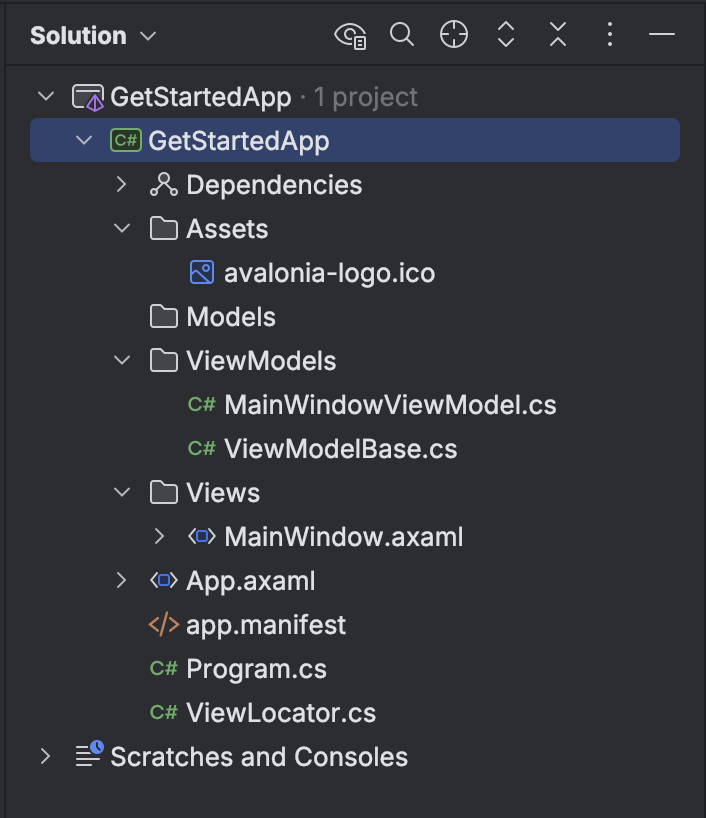 Solution
GetStartedApp · 1 project
C# GetStartedApp
Dependencies
Assets
avalonia-logo.ico
Models
ViewModels
C# MainWindowViewModel.cs
C# ViewModelBase.cs
Views
MainWindow.axaml
App.axaml
app.manifest
C# Program.cs
C# ViewLocator.cs
Scratches and Consoles